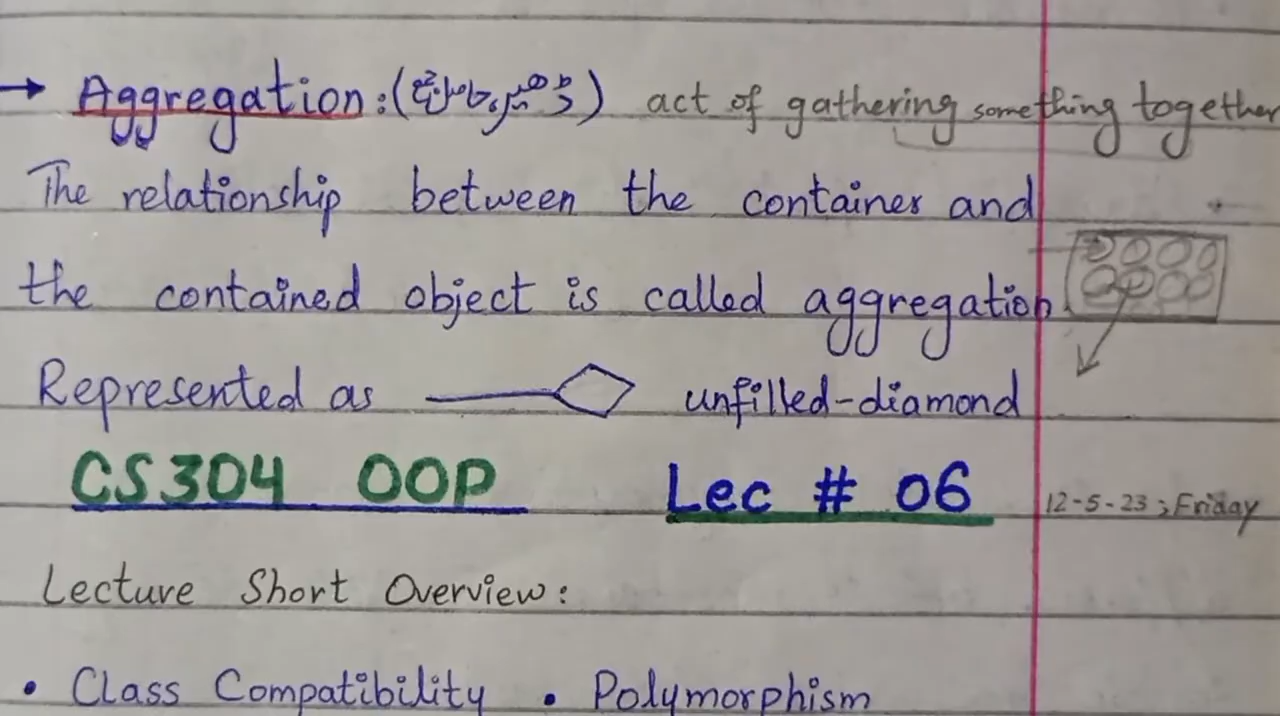 → Aggregation: ( ) act of gathering something together
The relationship between the container and
the contained object is called aggregation.
Represented as unfilled-diamond
CS304 OOP Lec # 06 12-5-23; Friday
Lecture Short Overview:
• Class Compatibility • Polymorphism